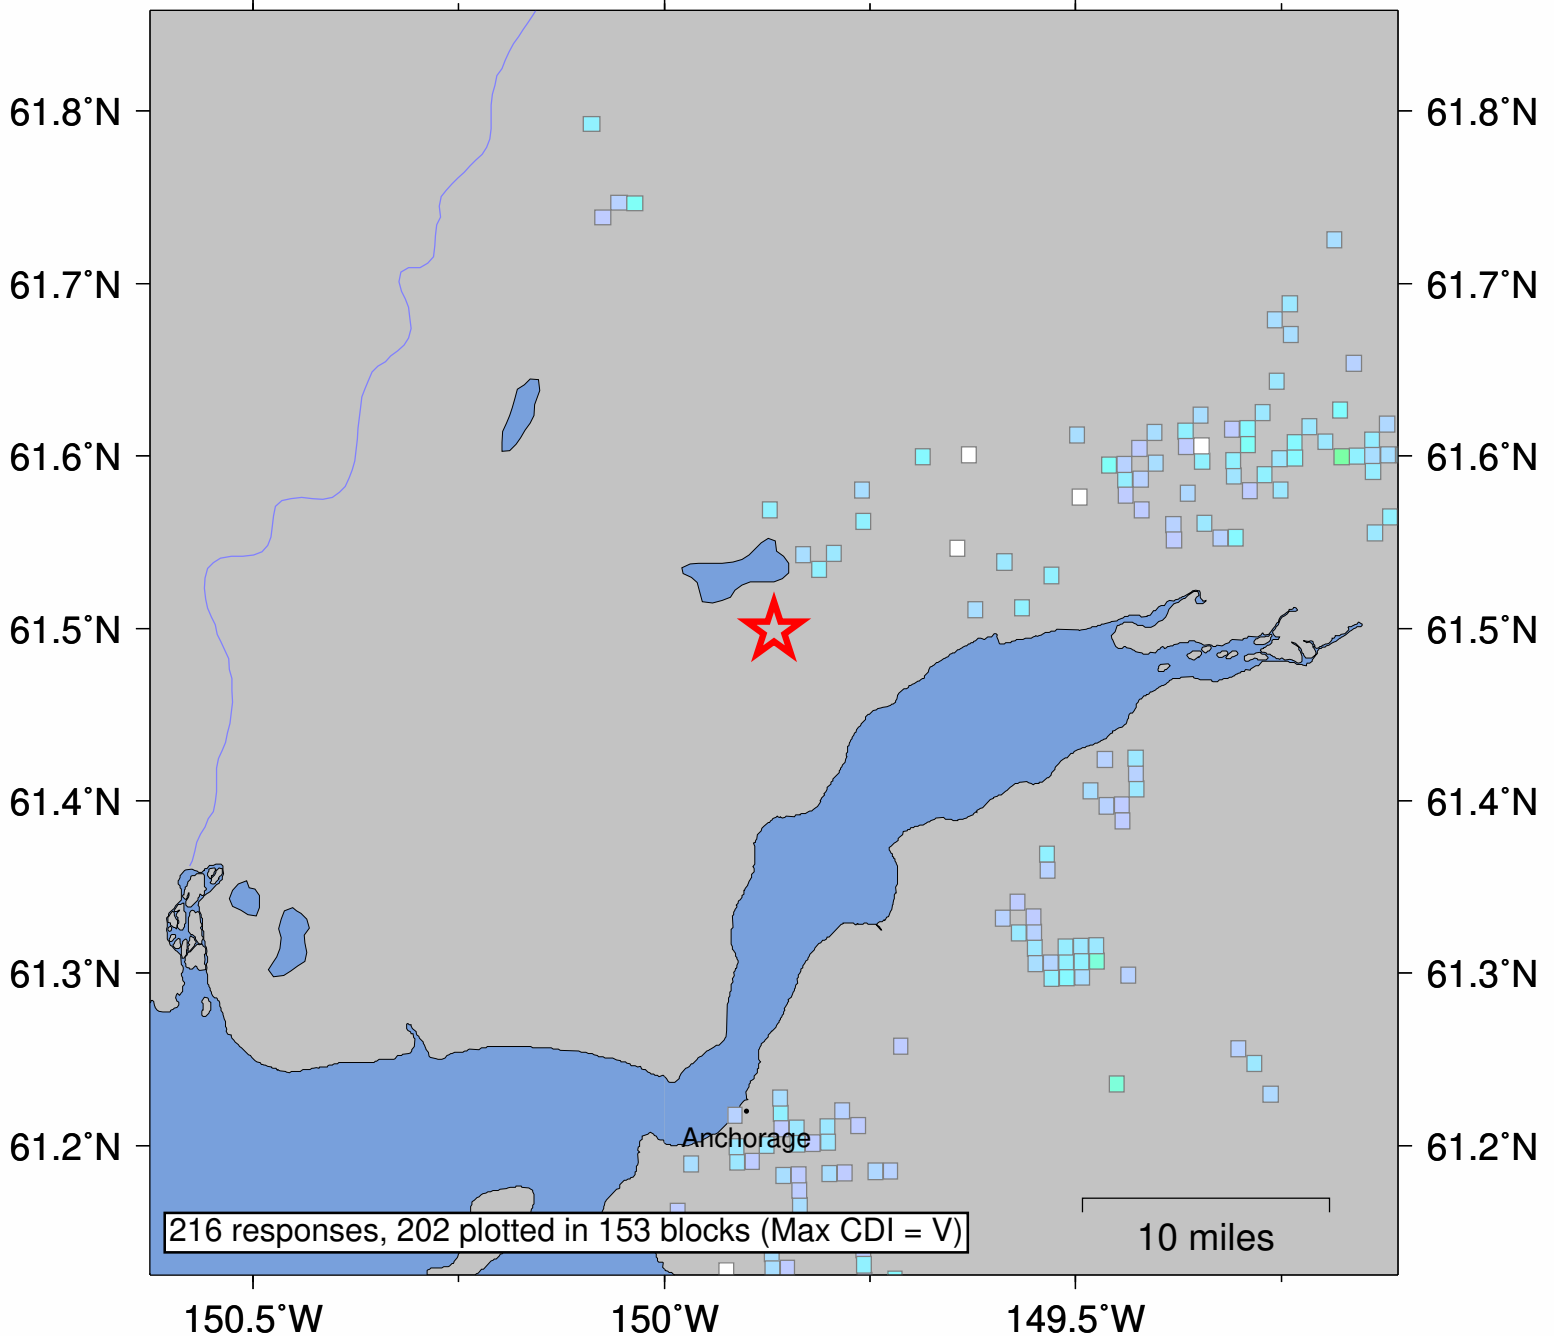 61.8°N 61.8°N
61.7°N 61.7°N
61.6°N 61.6°N
61.5°N 61.5°N
61.4°N 61.4°N
61.3°N 61.3°N
Anchorage
61.2°N 61.2°N
216 responses, 202 plotted in 153 blocks (Max CDI = V)
10 miles
150.5°W 150°W 149.5°W